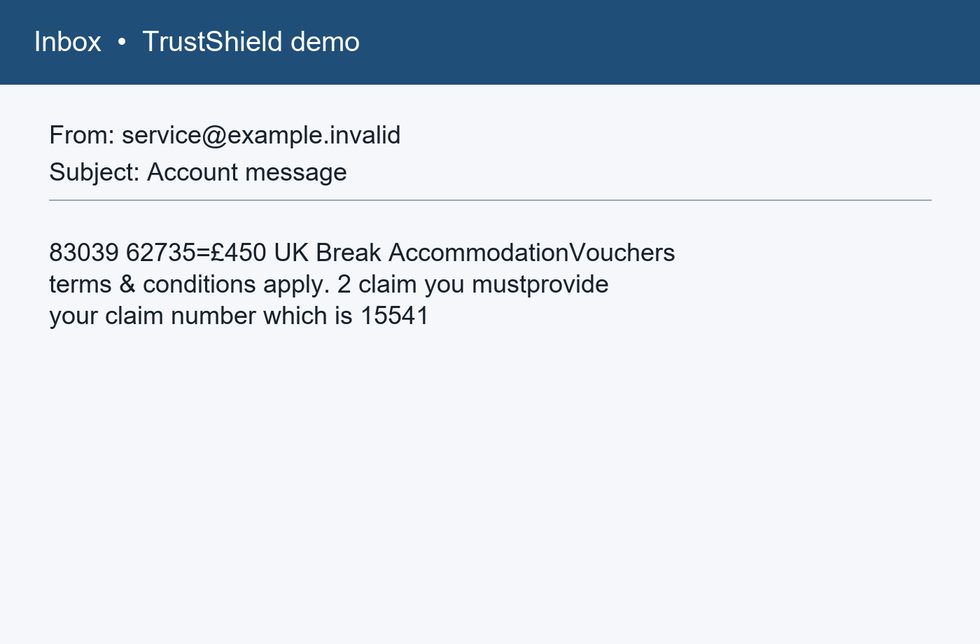 Inbox • TrustShield demo
From: service@example.invalid
Subject: Account message
83039 62735=£450 UK Break AccommodationVouchers
terms & conditions apply. 2 claim you mustprovide
your claim number which is 15541